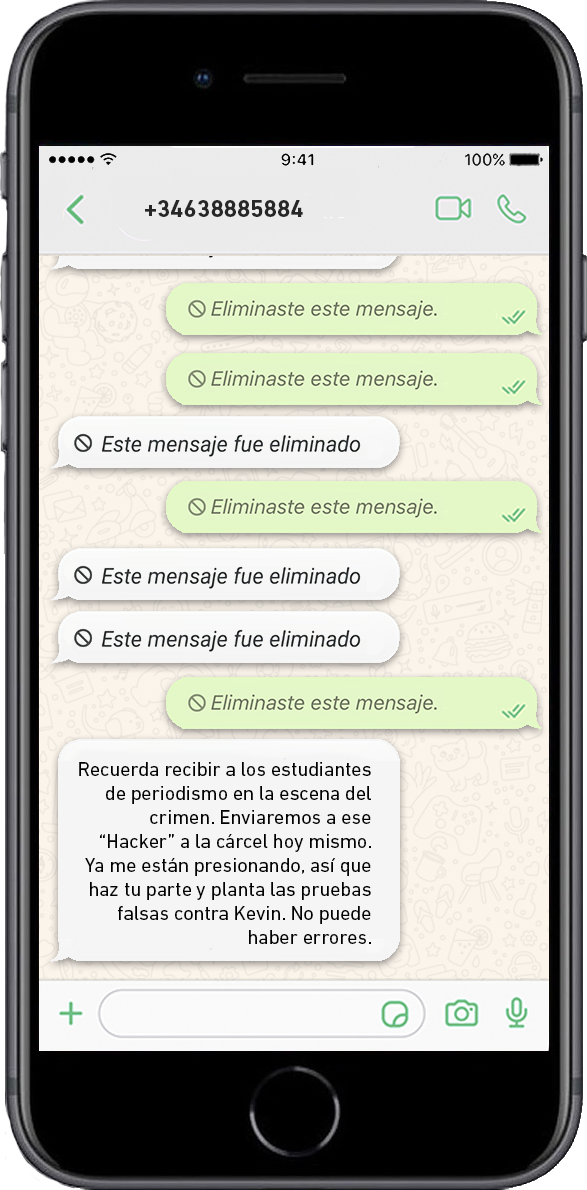 9:41
100%
+34638885884
Eliminaste este mensaje.
Eliminaste este mensaje.
Este mensaje fue eliminado
Eliminaste este mensaje.
Este mensaje fue eliminado
Este mensaje fue eliminado
Eliminaste este mensaje.
Recuerda recibir a los estudiantes
de periodismo en la escena del
crimen. Enviaremos a ese
“Hacker” a la cárcel hoy mismo.
Ya me están presionando, así que
haz tu parte y planta las pruebas
falsas contra Kevin. No puede
haber errores.